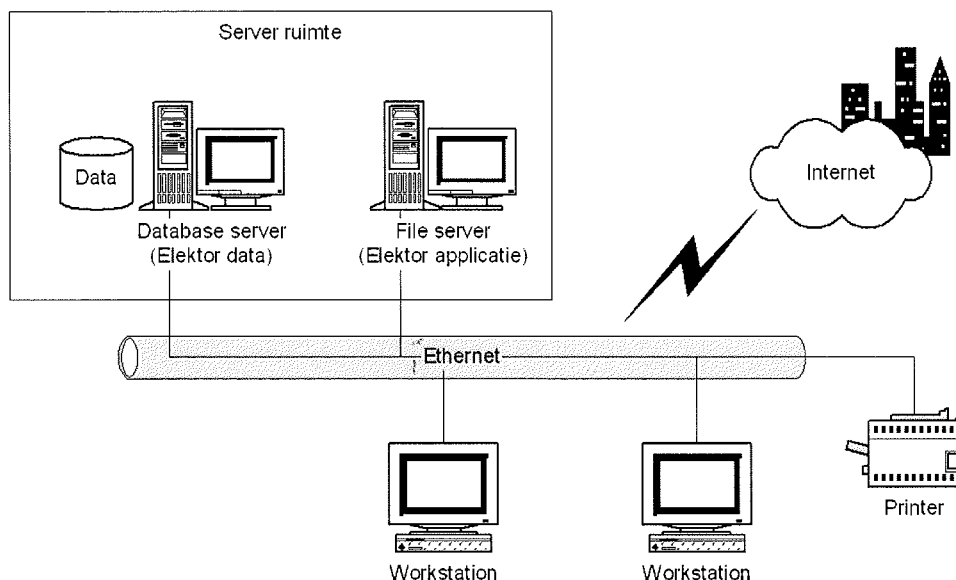 Server ruimte
Data
Database server
(Elektor data)
File server
(Elektor applicatie)
Internet
Ethernet
Printer
Workstation
Workstation